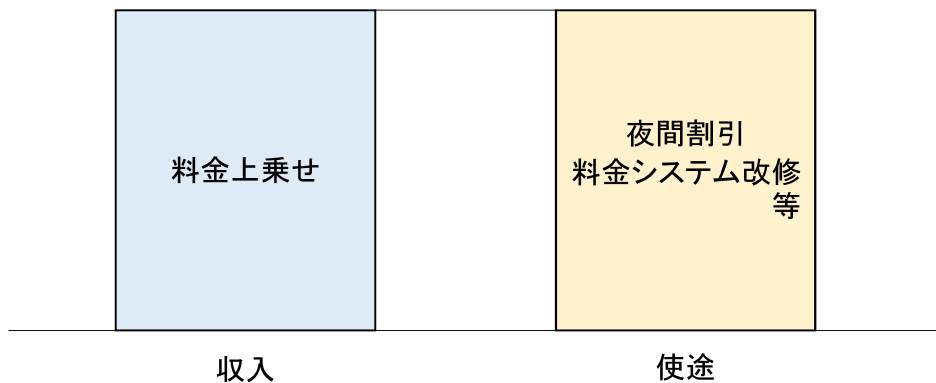 料金上乗せ
夜間割引
料金システム改修
等
収入
使途